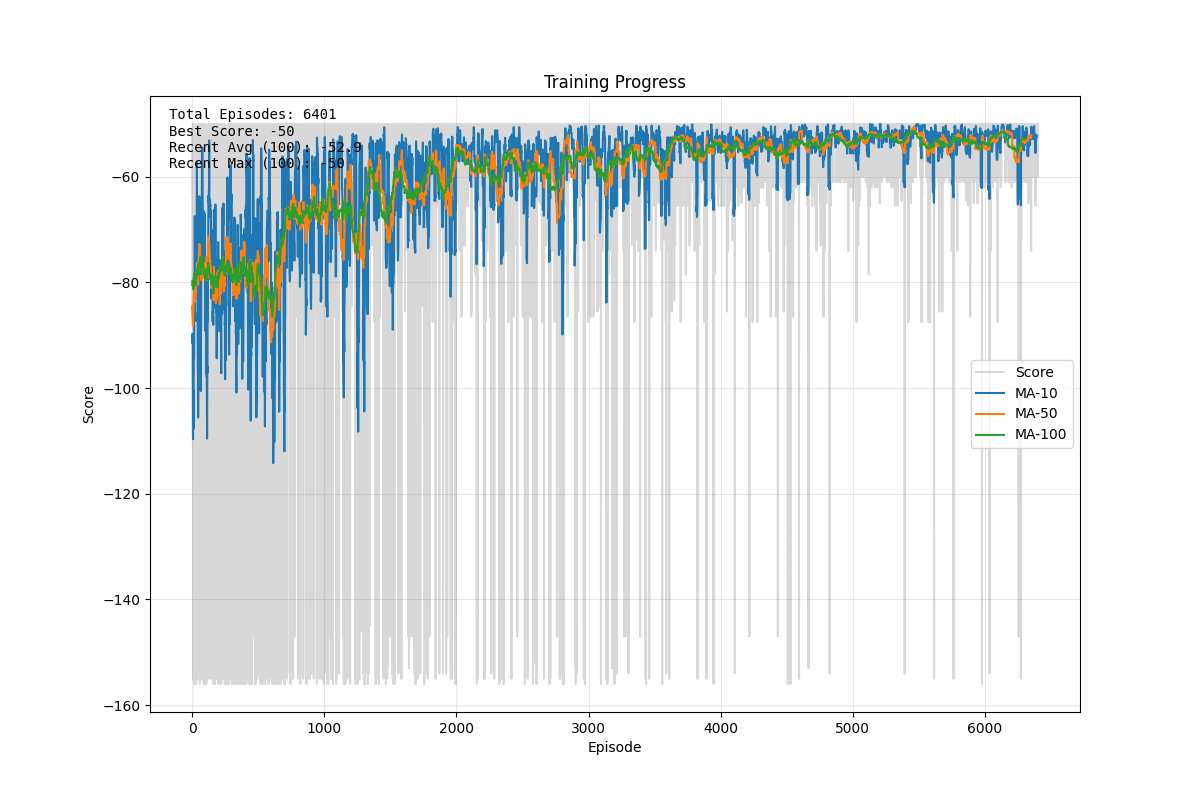 Training Progress
Total Episodes: 6401
Best Score: -50
Recent Avg (100): -52.9
Recent Max (100): -50
Score
−60
−80
−100
−120
−140
−160
0
1000
2000
3000
4000
5000
6000
Episode
Score
MA-10
MA-50
MA-100